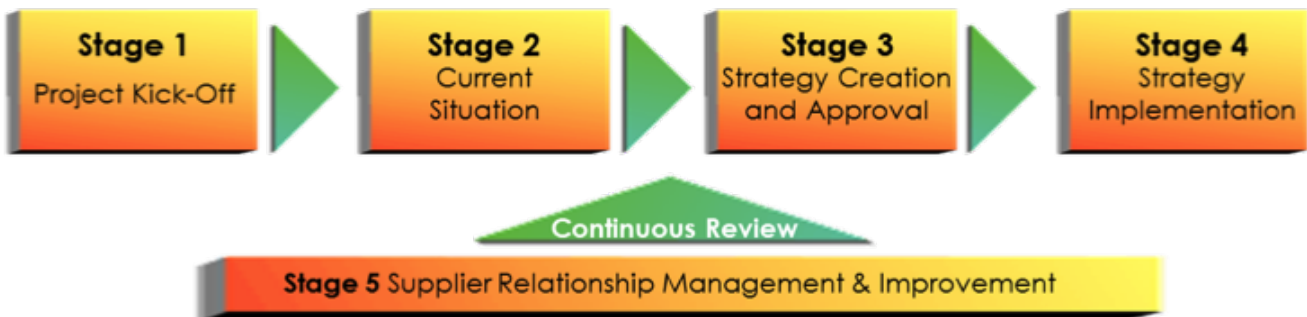 Stage 1
Project Kick-Off
Stage 2
Current
Situation
Stage 3
Strategy Creation
and Approval
Stage 4
Strategy
Implementation
Continuous Review
Stage 5 Supplier Relationship Management & Improvement